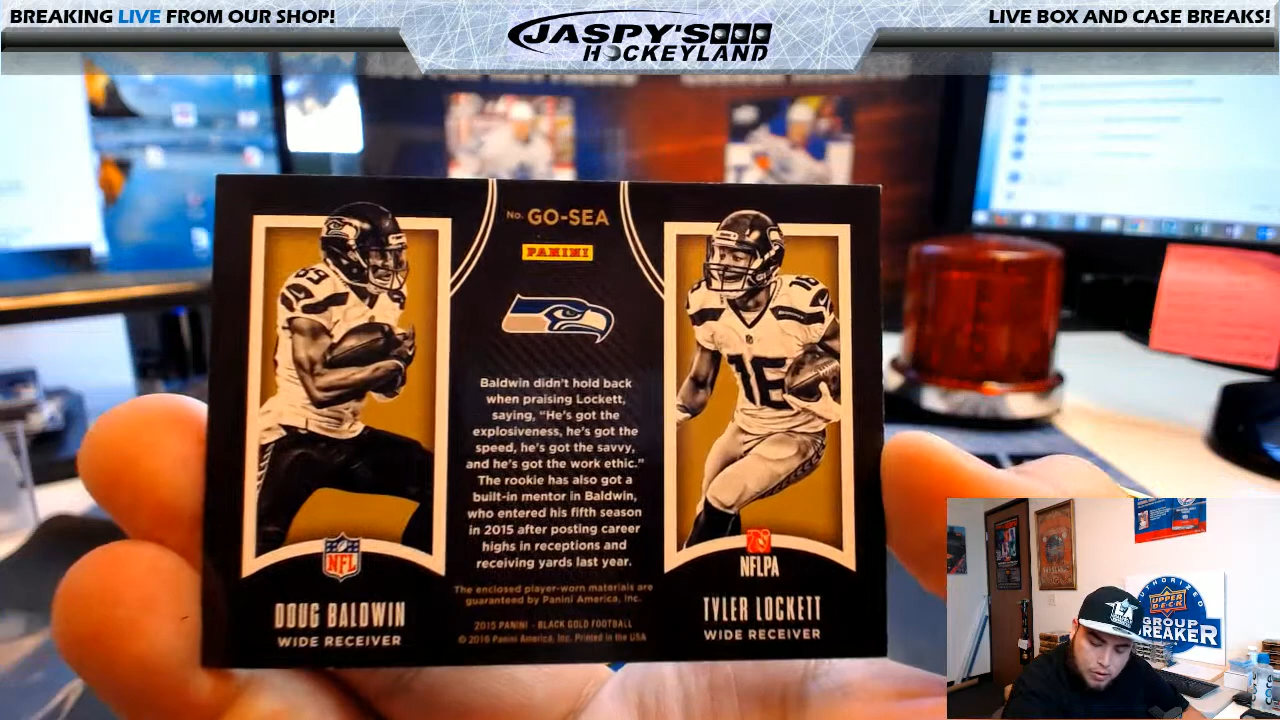 BREAKING LIVE FROM OUR SHOP!
JASPY'S
HOCKEYLAND
LIVE BOX AND CASE BREAKS!
No. GO-SEA
PANINI
89
16
16
Baldwin didn't hold back
when praising Lockett,
saying, "He's got the
explosiveness, he's got the
speed, he's got the savvy,
and he's got the work ethic."
The rookie has also got a
built-in mentor in Baldwin,
who entered his fifth season
in 2015 after posting career
highs in receptions and
receiving yards last year.
The enclosed player-worn materials are
guaranteed by Panini America, Inc.
2015 PANINI - BLACK GOLD FOOTBALL
© 2016 Panini America, Inc. Printed in the USA
NFL
DOUG BALDWIN
WIDE RECEIVER
NFLPA
TYLER LOCKETT
WIDE RECEIVER
AUTHORIZED
UPPER
DECK
GROUP
BREAKER